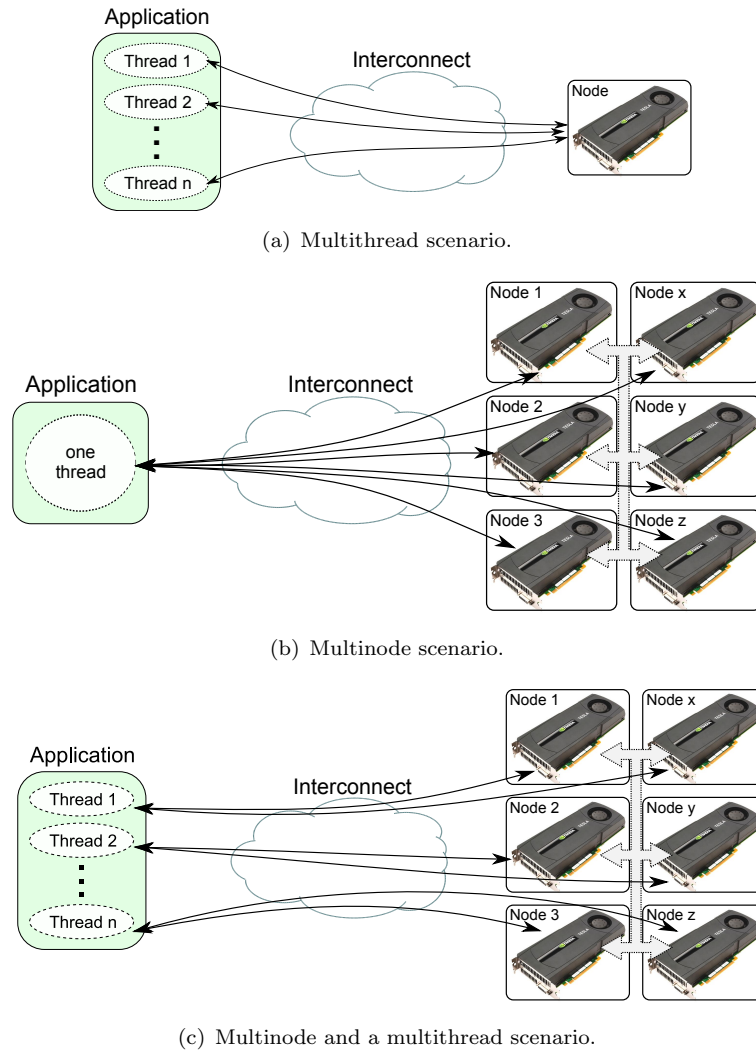 Application
Interconnect
Thread 1
Thread 2
Thread n
Node
(a) Multithread scenario.
Node 1
Node x
Application
Interconnect
one
thread
Node 2
Node y
Node 3
Node z
(b) Multinode scenario.
Node 1
Node x
Application
Interconnect
Thread 1
Thread 2
Thread n
Node 2
Node y
Node 3
Node z
(c) Multinode and a multithread scenario.